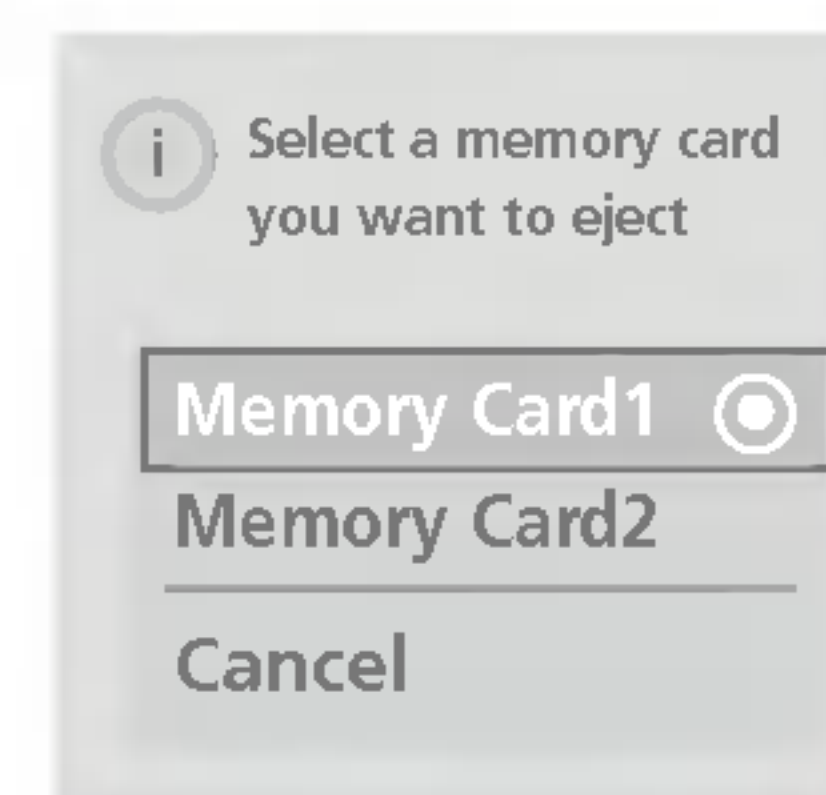 i
Select a memory card
you want to eject
Memory Card1
Memory Card2
Cancel